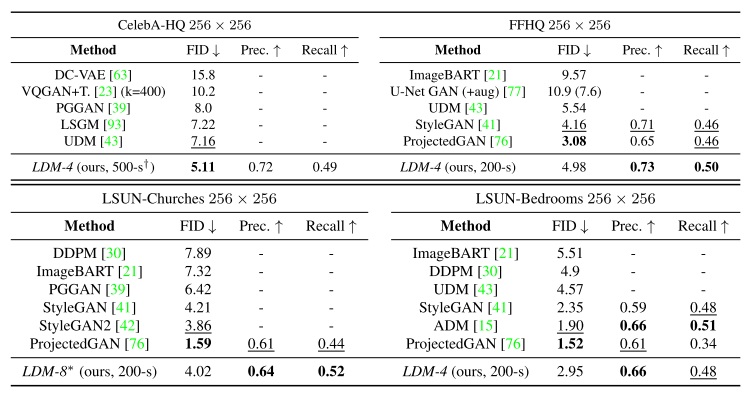 CelebA-HQ 256 × 256
Method FID ↓ Prec. ↑ Recall ↑
DC-VAE [63] 15.8 - -
VQGAN+T. [23] (k=400) 10.2 - -
PGGAN [39] 8.0 - -
LSGM [93] 7.22 - -
UDM [43] 7.16 - -
LDM-4 (ours, 500-s†) 5.11 0.72 0.49
FFHQ 256 × 256
Method FID ↓ Prec. ↑ Recall ↑
ImageBART [21] 9.57 - -
U-Net GAN (+aug) [77] 10.9 (7.6) - -
UDM [43] 5.54 - -
StyleGAN [41] 4.16 0.71 0.46
ProjectedGAN [76] 3.08 0.65 0.46
LDM-4 (ours, 200-s) 4.98 0.73 0.50
LSUN-Churches 256 × 256
Method FID ↓ Prec. ↑ Recall ↑
DDPM [30] 7.89 - -
ImageBART [21] 7.32 - -
PGGAN [39] 6.42 - -
StyleGAN [41] 4.21 - -
StyleGAN2 [42] 3.86 - -
ProjectedGAN [76] 1.59 0.61 0.44
LDM-8* (ours, 200-s) 4.02 0.64 0.52
LSUN-Bedrooms 256 × 256
Method FID ↓ Prec. ↑ Recall ↑
ImageBART [21] 5.51 - -
DDPM [30] 4.9 - -
UDM [43] 4.57 - -
StyleGAN [41] 2.35 0.59 0.48
ADM [15] 1.90 0.66 0.51
ProjectedGAN [76] 1.52 0.61 0.34
LDM-4 (ours, 200-s) 2.95 0.66 0.48